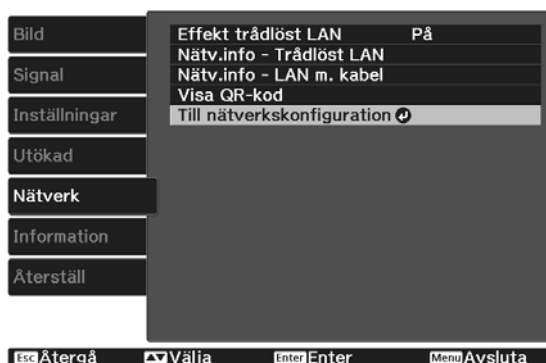 Bild
Signal
Inställningar
Utökad
Nätverk
Information
Återställ
Effekt trådlöst LAN På
Nätv.info - Trådlöst LAN
Nätv.info - LAN m. kabel
Visa QR-kod
Till nätverkskonfiguration
Esc Återgå Välja Enter Enter Menu Avsluta